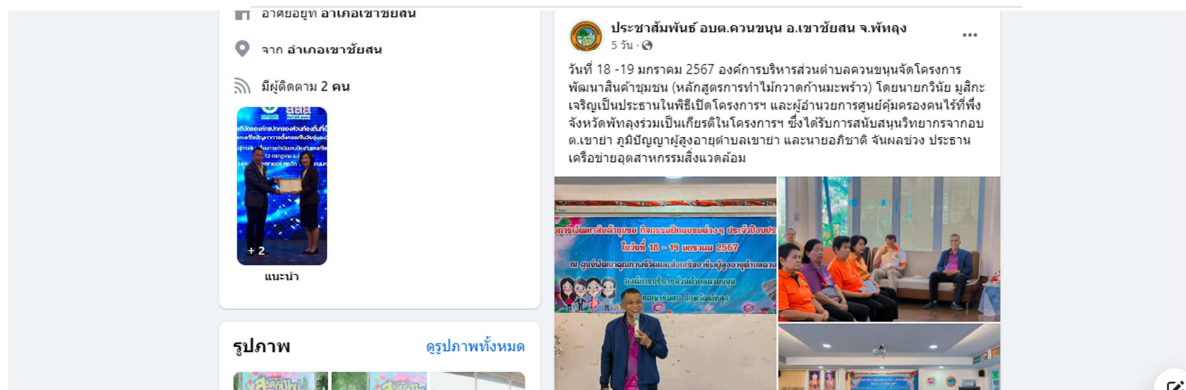 อาศัยอยู่ที่ อำเภอเขาชัยสน
จาก อำเภอเขาชัยสน
มีผู้ติดตาม 2 คน
+2
แนะนำ
รูปภาพ
ดูรูปภาพทั้งหมด
ประชาสัมพันธ์ อบต.ควนขนุน อ.เขาชัยสน จ.พัทลุง
5 วัน
วันที่ 18 -19 มกราคม 2567 องค์การบริหารส่วนตำบลควนขนุนจัดโครงการ
พัฒนาสินค้าชุมชน (หลักสูตรการทำไม้กวาดก้านมะพร้าว) โดยนายกวินัย มุสิกะ
เจริญเป็นประธานในพิธีเปิดโครงการฯ และผู้อำนวยการศูนย์คุ้มครองคนไร้ที่พึ่ง
จังหวัดพัทลุงร่วมเป็นเกียรติในโครงการฯ ซึ่งได้รับการสนับสนุนวิทยากรจากอบ
ต.เขาย่า ภูมิปัญญาผู้สูงอายุตำบลเขาย่า และนายอภิชาติ จันผลช่วง ประธาน
เครือข่ายอุตสาหกรรมสิ่งแวดล้อม
ในวันที่ 18 - 19 มกราคม 2567